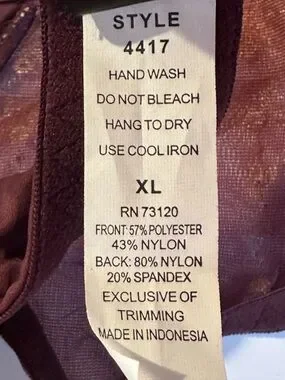 STYLE
4417
HAND WASH
DO NOT BLEACH
HANG TO DRY
USE COOL IRON
XL
RN 73120
FRONT: 57% POLYESTER
43% NYLON
BACK: 80% NYLON
20% SPANDEX
EXCLUSIVE OF
TRIMMING
MADE IN INDONESIA